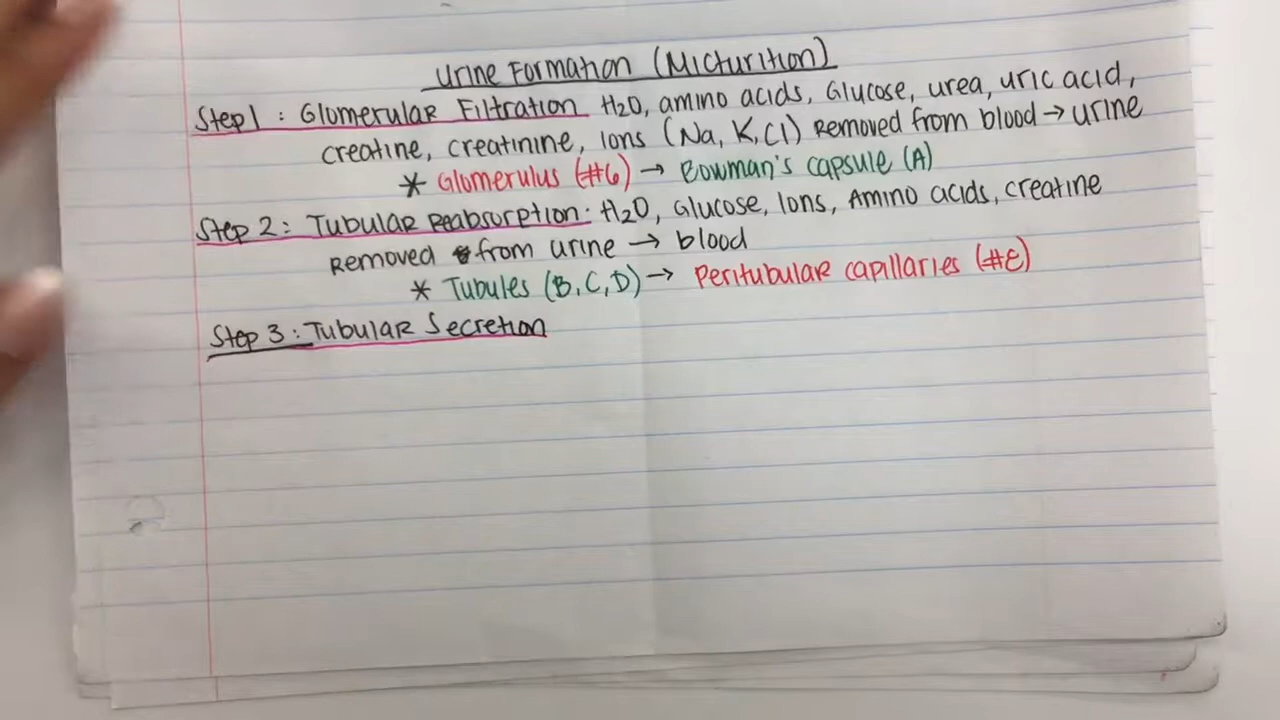 Urine Formation (Micturition)
Step 1: Glomerular Filtration H2O, amino acids, Glucose, urea, uric acid,
creatine, creatinine, Ions (Na, K, Cl) Removed from blood → urine
* Glomerulus (#6) → Bowman's capsule (A)
Step 2: Tubular Reabsorption: H2O, Glucose, Ions, Amino acids, creatine
Removed from urine → blood
* Tubules (B, C, D) → Peritubular capillaries (#8)
Step 3: Tubular Secretion